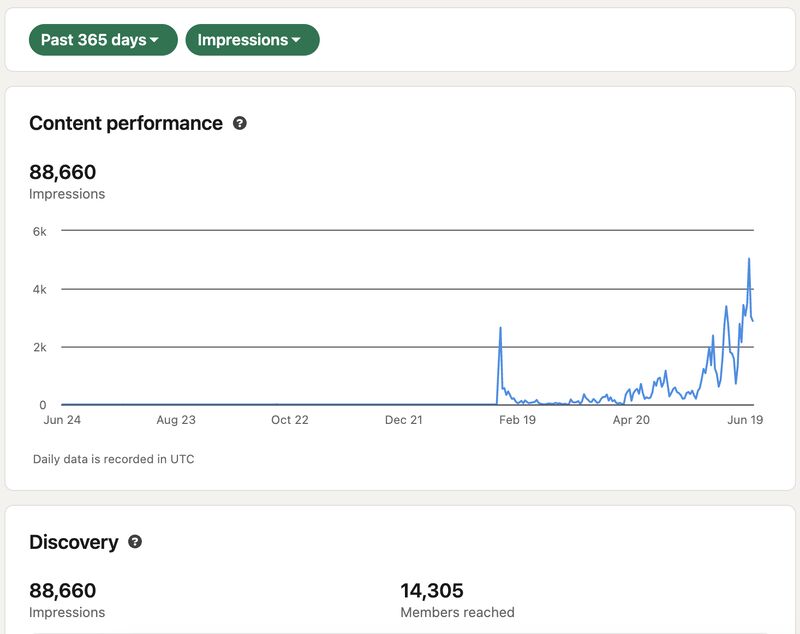 Past 365 days Impressions
Content performance
88,660
Impressions
6k
4k
2k
0
Jun 24 Aug 23 Oct 22 Dec 21 Feb 19 Apr 20 Jun 19
Daily data is recorded in UTC
Discovery
88,660 14,305
Impressions Members reached